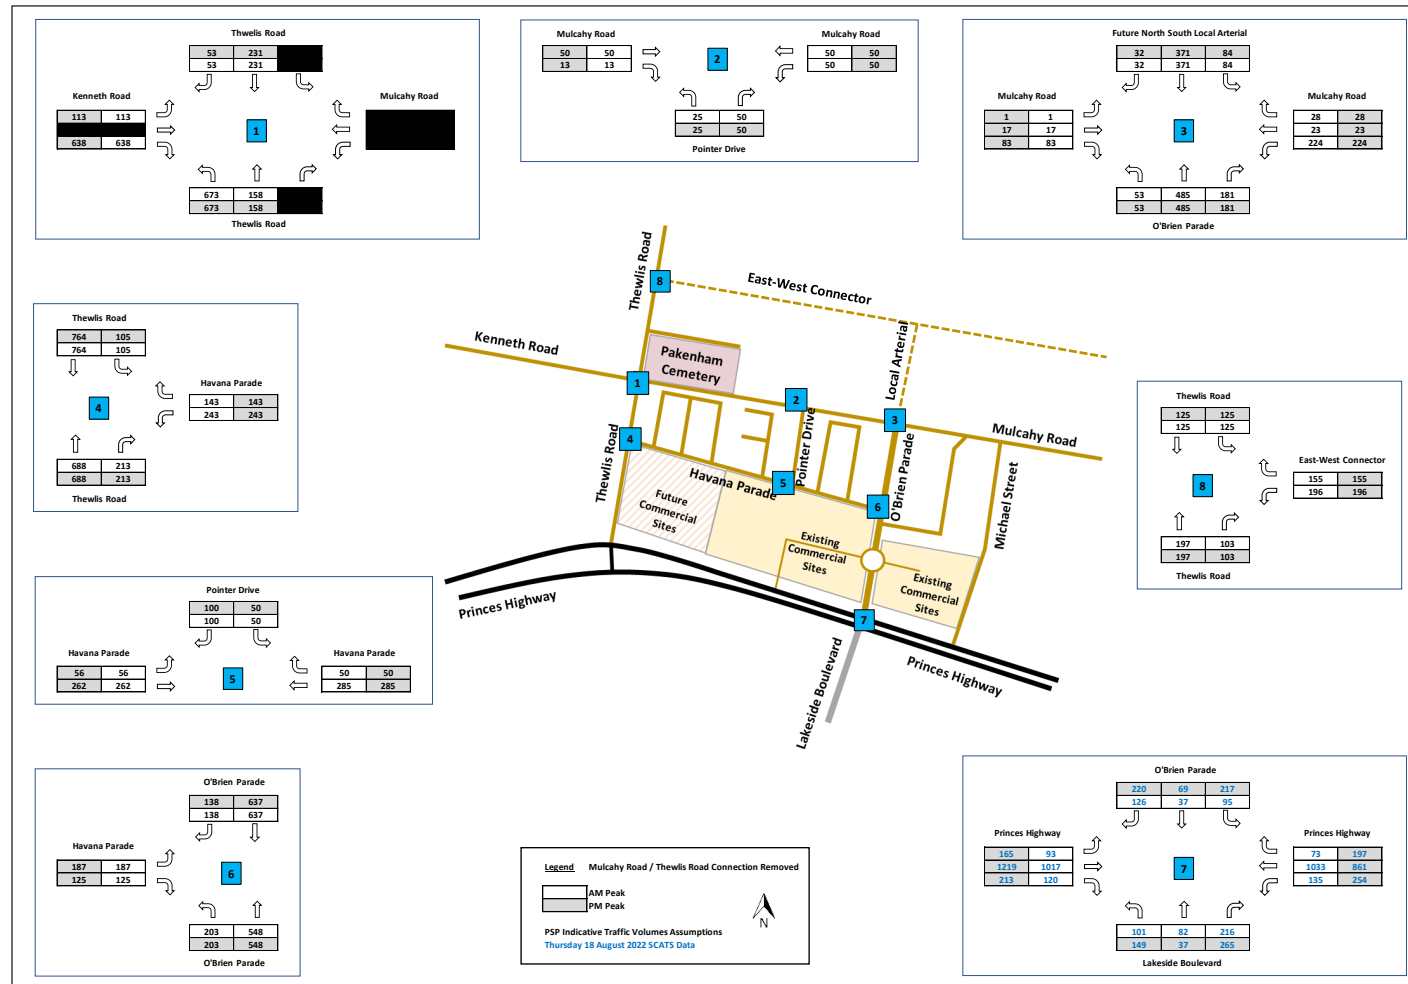 Thwelis Road
53 231
53 231
Kenneth Road
Mulcahy Road
113 113
638 638
1
673 158
673 158
Thewlis Road
Mulcahy Road
Mulcahy Road
50 50
13 13
2
50 50
50 50
25 50
25 50
Pointer Drive
Future North South Local Arterial
32 371 84
32 371 84
Mulcahy Road
Mulcahy Road
1 1
17 17
83 83
3
28 28
23 23
224 224
53 485 181
53 485 181
O'Brien Parade
Thewlis Road
764 105
764 105
Havana Parade
4
143 143
243 243
688 213
688 213
Thewlis Road
Thewlis Road
8
East-West Connector
Kenneth Road
Pakenham
Cemetery
Local Arterial
1
2
3
Mulcahy Road
4
Thewlis Road
Pointer Drive
O'Brien Parade
Havana Parade
5
6
Michael Street
Future
Commercial
Sites
Existing
Commercial
Sites
Existing
Commercial
Sites
Princes Highway
7
Princes Highway
Lakeside Boulevard
Thewlis Road
125 125
125 125
East-West Connector
8
155 155
196 196
197 103
197 103
Thewlis Road
Pointer Drive
100 50
100 50
Havana Parade
Havana Parade
56 56
262 262
5
50 50
285 285
O'Brien Parade
138 637
138 637
Havana Parade
187 187
125 125
6
203 548
203 548
O'Brien Parade
Legend Mulcahy Road / Thewlis Road Connection Removed
AM Peak
PM Peak
N
PSP Indicative Traffic Volumes Assumptions
Thursday 18 August 2022 SCATS Data
O'Brien Parade
220 69 217
126 37 95
Princes Highway
Princes Highway
165 93
1219 1017
213 120
7
73 197
1033 861
135 254
101 82 216
149 37 265
Lakeside Boulevard